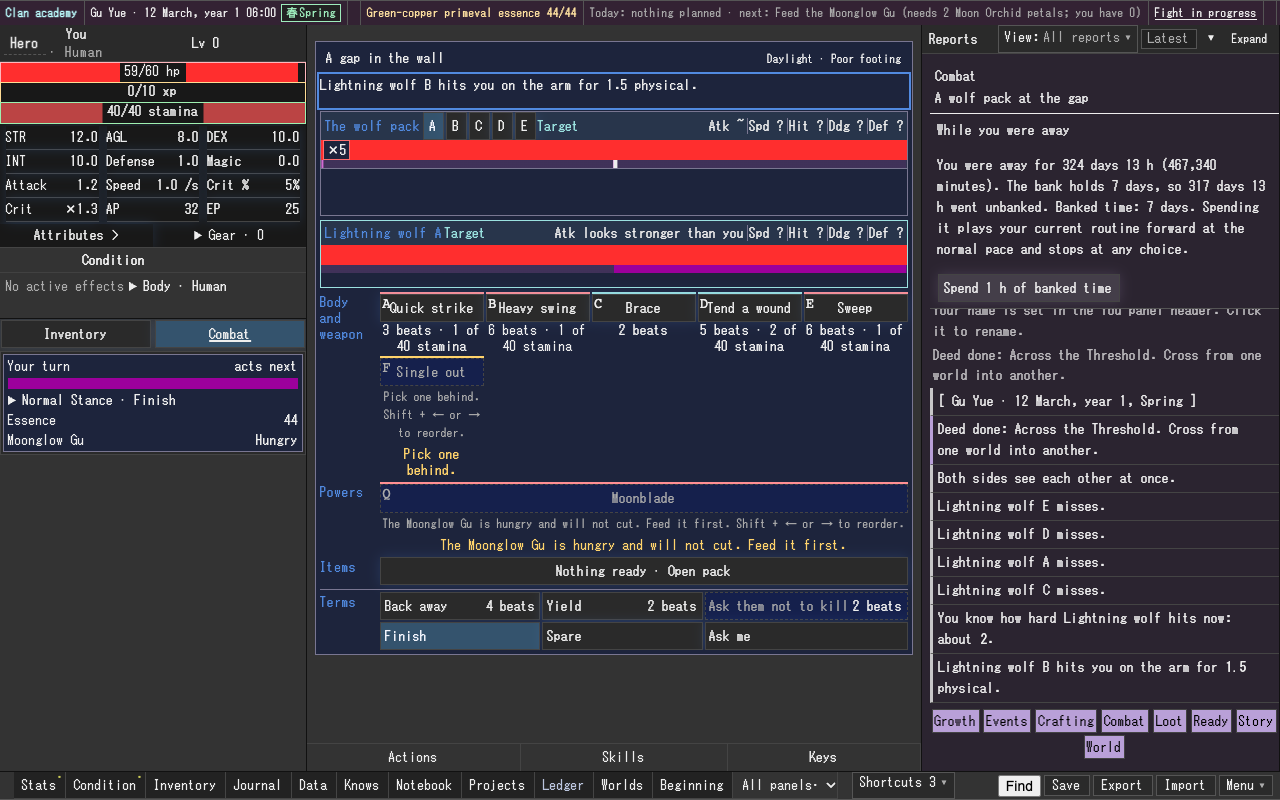 Clan academy Gu Yue · 12 March, year 1 06:00 春Spring Green-copper primeval essence 44/44 Today: nothing planned · next: Feed the Moonglow Gu (needs 2 Moon Orchid petals; you have 0) Fight in progress
Hero · You Human Lv 0
59/60 hp
0/10 xp
40/40 stamina
STR 12.0 AGL 8.0 DEX 10.0
INT 10.0 Defense 1.0 Magic 0.0
Attack 1.2 Speed 1.0 /s Crit % 5%
Crit ×1.3 AP 32 EP 25
Attributes > ▶ Gear · 0
Condition
No active effects ▶ Body · Human
Inventory Combat
Your turn acts next
▶ Normal Stance · Finish
Essence 44
Moonglow Gu Hungry
A gap in the wall Daylight · Poor footing
Lightning wolf B hits you on the arm for 1.5 physical.
The wolf pack A B C D E Target Atk ~ Spd ? Hit ? Ddg ? Def ?
×5
Lightning wolf A Target Atk looks stronger than you Spd ? Hit ? Ddg ? Def ?
Body and weapon
A Quick strike B Heavy swing C Brace D Tend a wound E Sweep
3 beats · 1 of 40 stamina 6 beats · 1 of 40 stamina 2 beats 5 beats · 2 of 40 stamina 6 beats · 1 of 40 stamina
F Single out
Pick one behind.
Shift + ← or →
to reorder.
Pick one
behind.
Powers Q Moonblade
The Moonglow Gu is hungry and will not cut. Feed it first. Shift + ← or → to reorder.
The Moonglow Gu is hungry and will not cut. Feed it first.
Items Nothing ready · Open pack
Terms Back away 4 beats Yield 2 beats Ask them not to kill 2 beats
Finish Spare Ask me
Actions Skills Keys
Reports View: All reports ▾ Latest ▼ Expand
Combat
A wolf pack at the gap
While you were away
You were away for 324 days 13 h (467,340
minutes). The bank holds 7 days, so 317 days 13
h went unbanked. Banked time: 7 days. Spending
it plays your current routine forward at the
normal pace and stops at any choice.
Spend 1 h of banked time
Your name is set in the You panel header. Click
it to rename.
Deed done: Across the Threshold. Cross from one
world into another.
[ Gu Yue · 12 March, year 1, Spring ]
Deed done: Across the Threshold. Cross from
one world into another.
Both sides see each other at once.
Lightning wolf E misses.
Lightning wolf D misses.
Lightning wolf A misses.
Lightning wolf C misses.
You know how hard Lightning wolf hits now:
about 2.
Lightning wolf B hits you on the arm for 1.5
physical.
Growth Events Crafting Combat Loot Ready Story
World
Stats Condition Inventory Journal Data Knows Notebook Projects Ledger Worlds Beginning All panels· Shortcuts 3 ▾ Find Save Export Import Menu ▾